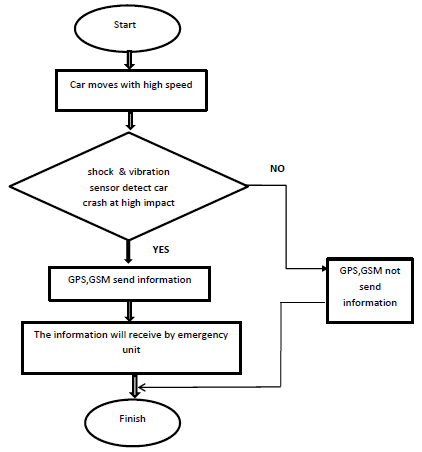 Start
Car moves with high speed
shock & vibration
sensor detect car
crash at high impact
NO
YES
GPS,GSM send information
GPS,GSM not
send
information
The information will receive by emergency
unit
Finish